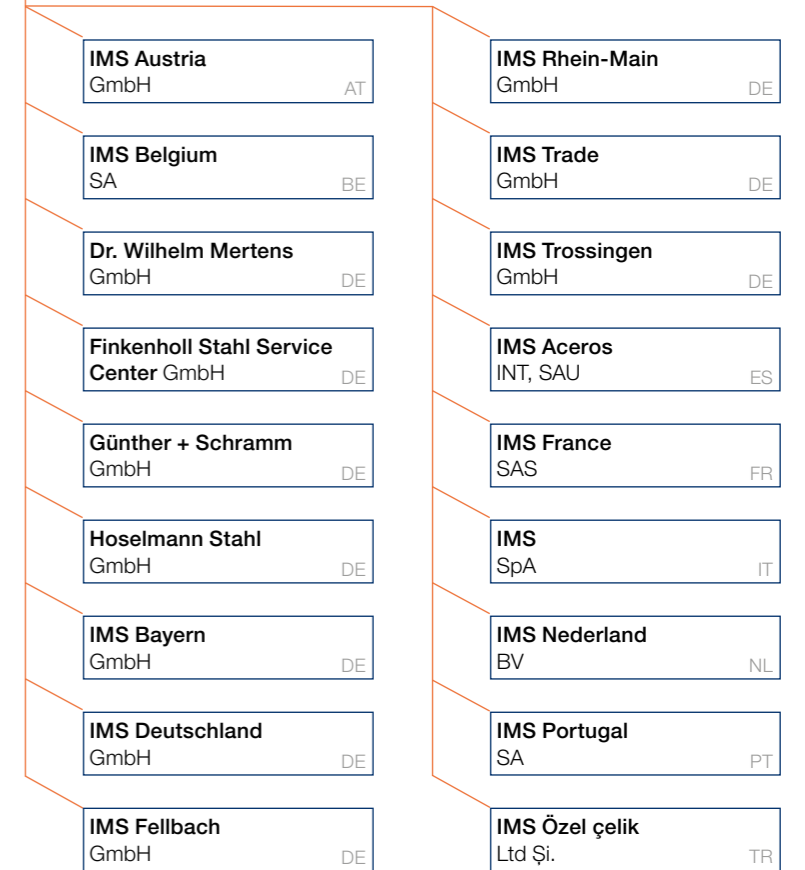 IMS Austria
GmbH AT
IMS Belgium
SA BE
Dr. Wilhelm Mertens
GmbH DE
Finkenholl Stahl Service
Center GmbH DE
Günther + Schramm
GmbH DE
Hoselmann Stahl
GmbH DE
IMS Bayern
GmbH DE
IMS Deutschland
GmbH DE
IMS Fellbach
GmbH DE
IMS Rhein-Main
GmbH DE
IMS Trade
GmbH DE
IMS Trossingen
GmbH DE
IMS Aceros
INT, SAU ES
IMS France
SAS FR
IMS
SpA IT
IMS Nederland
BV NL
IMS Portugal
SA PT
IMS Özel çelik
Ltd Şi. TR